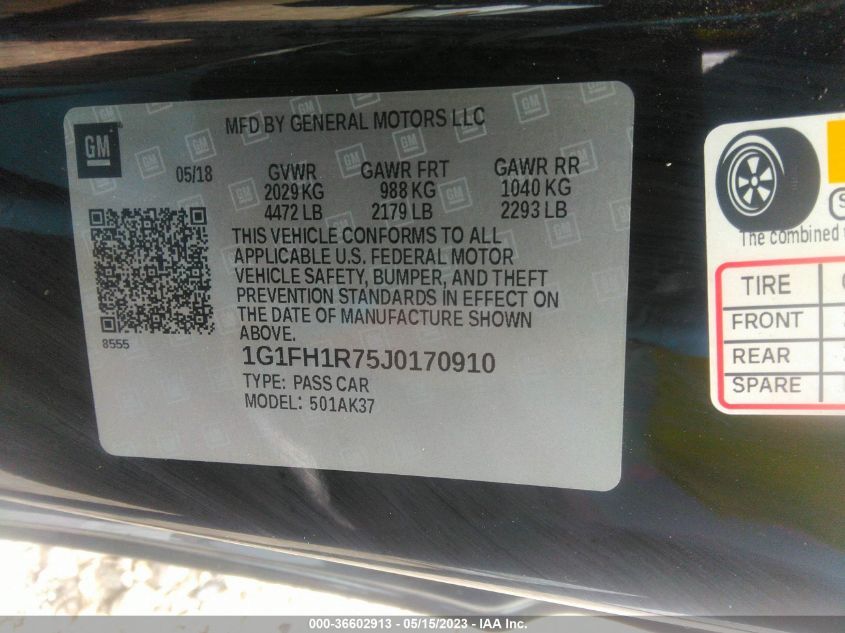 GM
MFD BY GENERAL MOTORS LLC
05/18 GVWR GAWR FRT GAWR RR
2029 KG 988 KG 1040 KG
4472 LB 2179 LB 2293 LB
THIS VEHICLE CONFORMS TO ALL
APPLICABLE U.S. FEDERAL MOTOR
VEHICLE SAFETY, BUMPER, AND THEFT
PREVENTION STANDARDS IN EFFECT ON
THE DATE OF MANUFACTURE SHOWN
ABOVE.
8555
1G1FH1R75J0170910
TYPE: PASS CAR
MODEL: 501AK37
The combined
TIRE
FRONT
REAR
SPARE
000-36602913 - 05/15/2023 - IAA Inc.